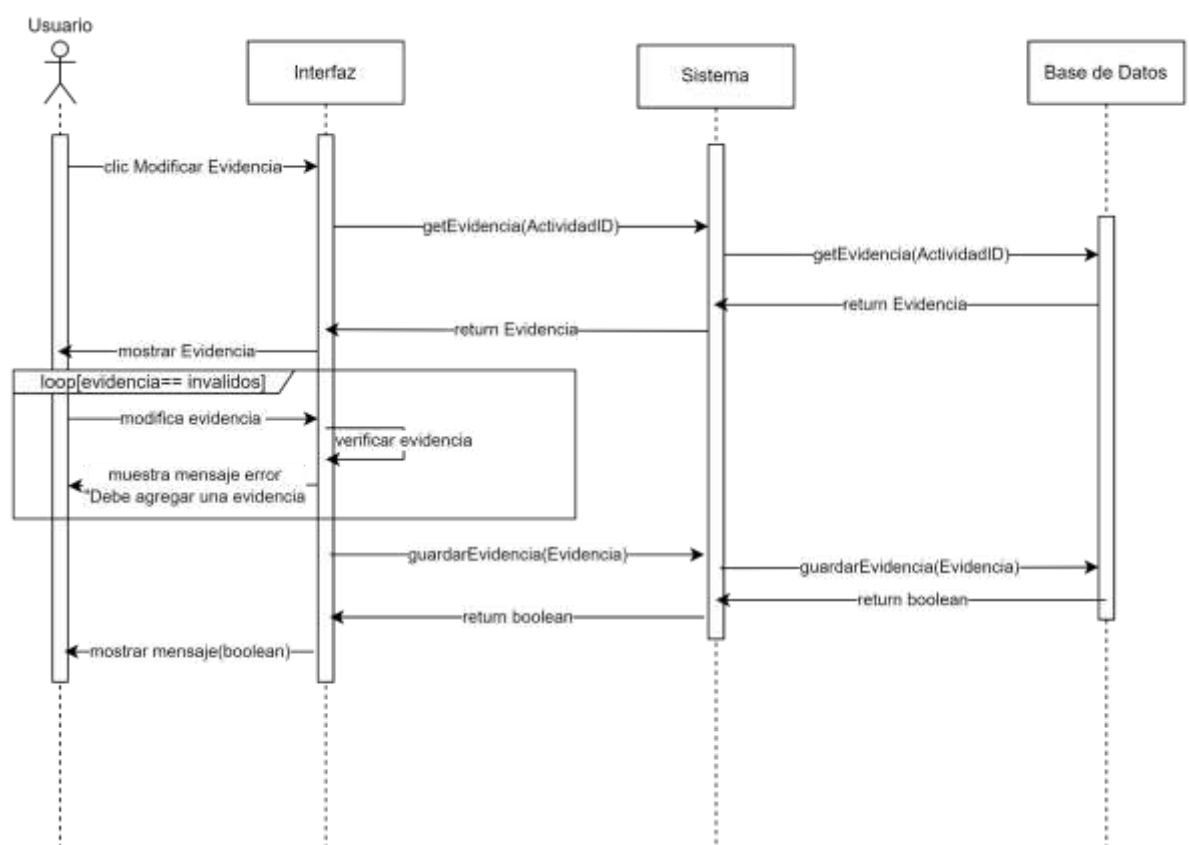 Usuario
Interfaz
Sistema
Base de Datos
clic Modificar Evidencia
getEvidencia(ActividadID)
getEvidencia(ActividadID)
return Evidencia
return Evidencia
mostrar Evidencia
loop[evidencia== invalidos]
modifica evidencia
verificar evidencia
muestra mensaje error
"Debe agregar una evidencia
guardarEvidencia(Evidencia)
guardarEvidencia(Evidencia)
return boolean
return boolean
mostrar mensaje(boolean)